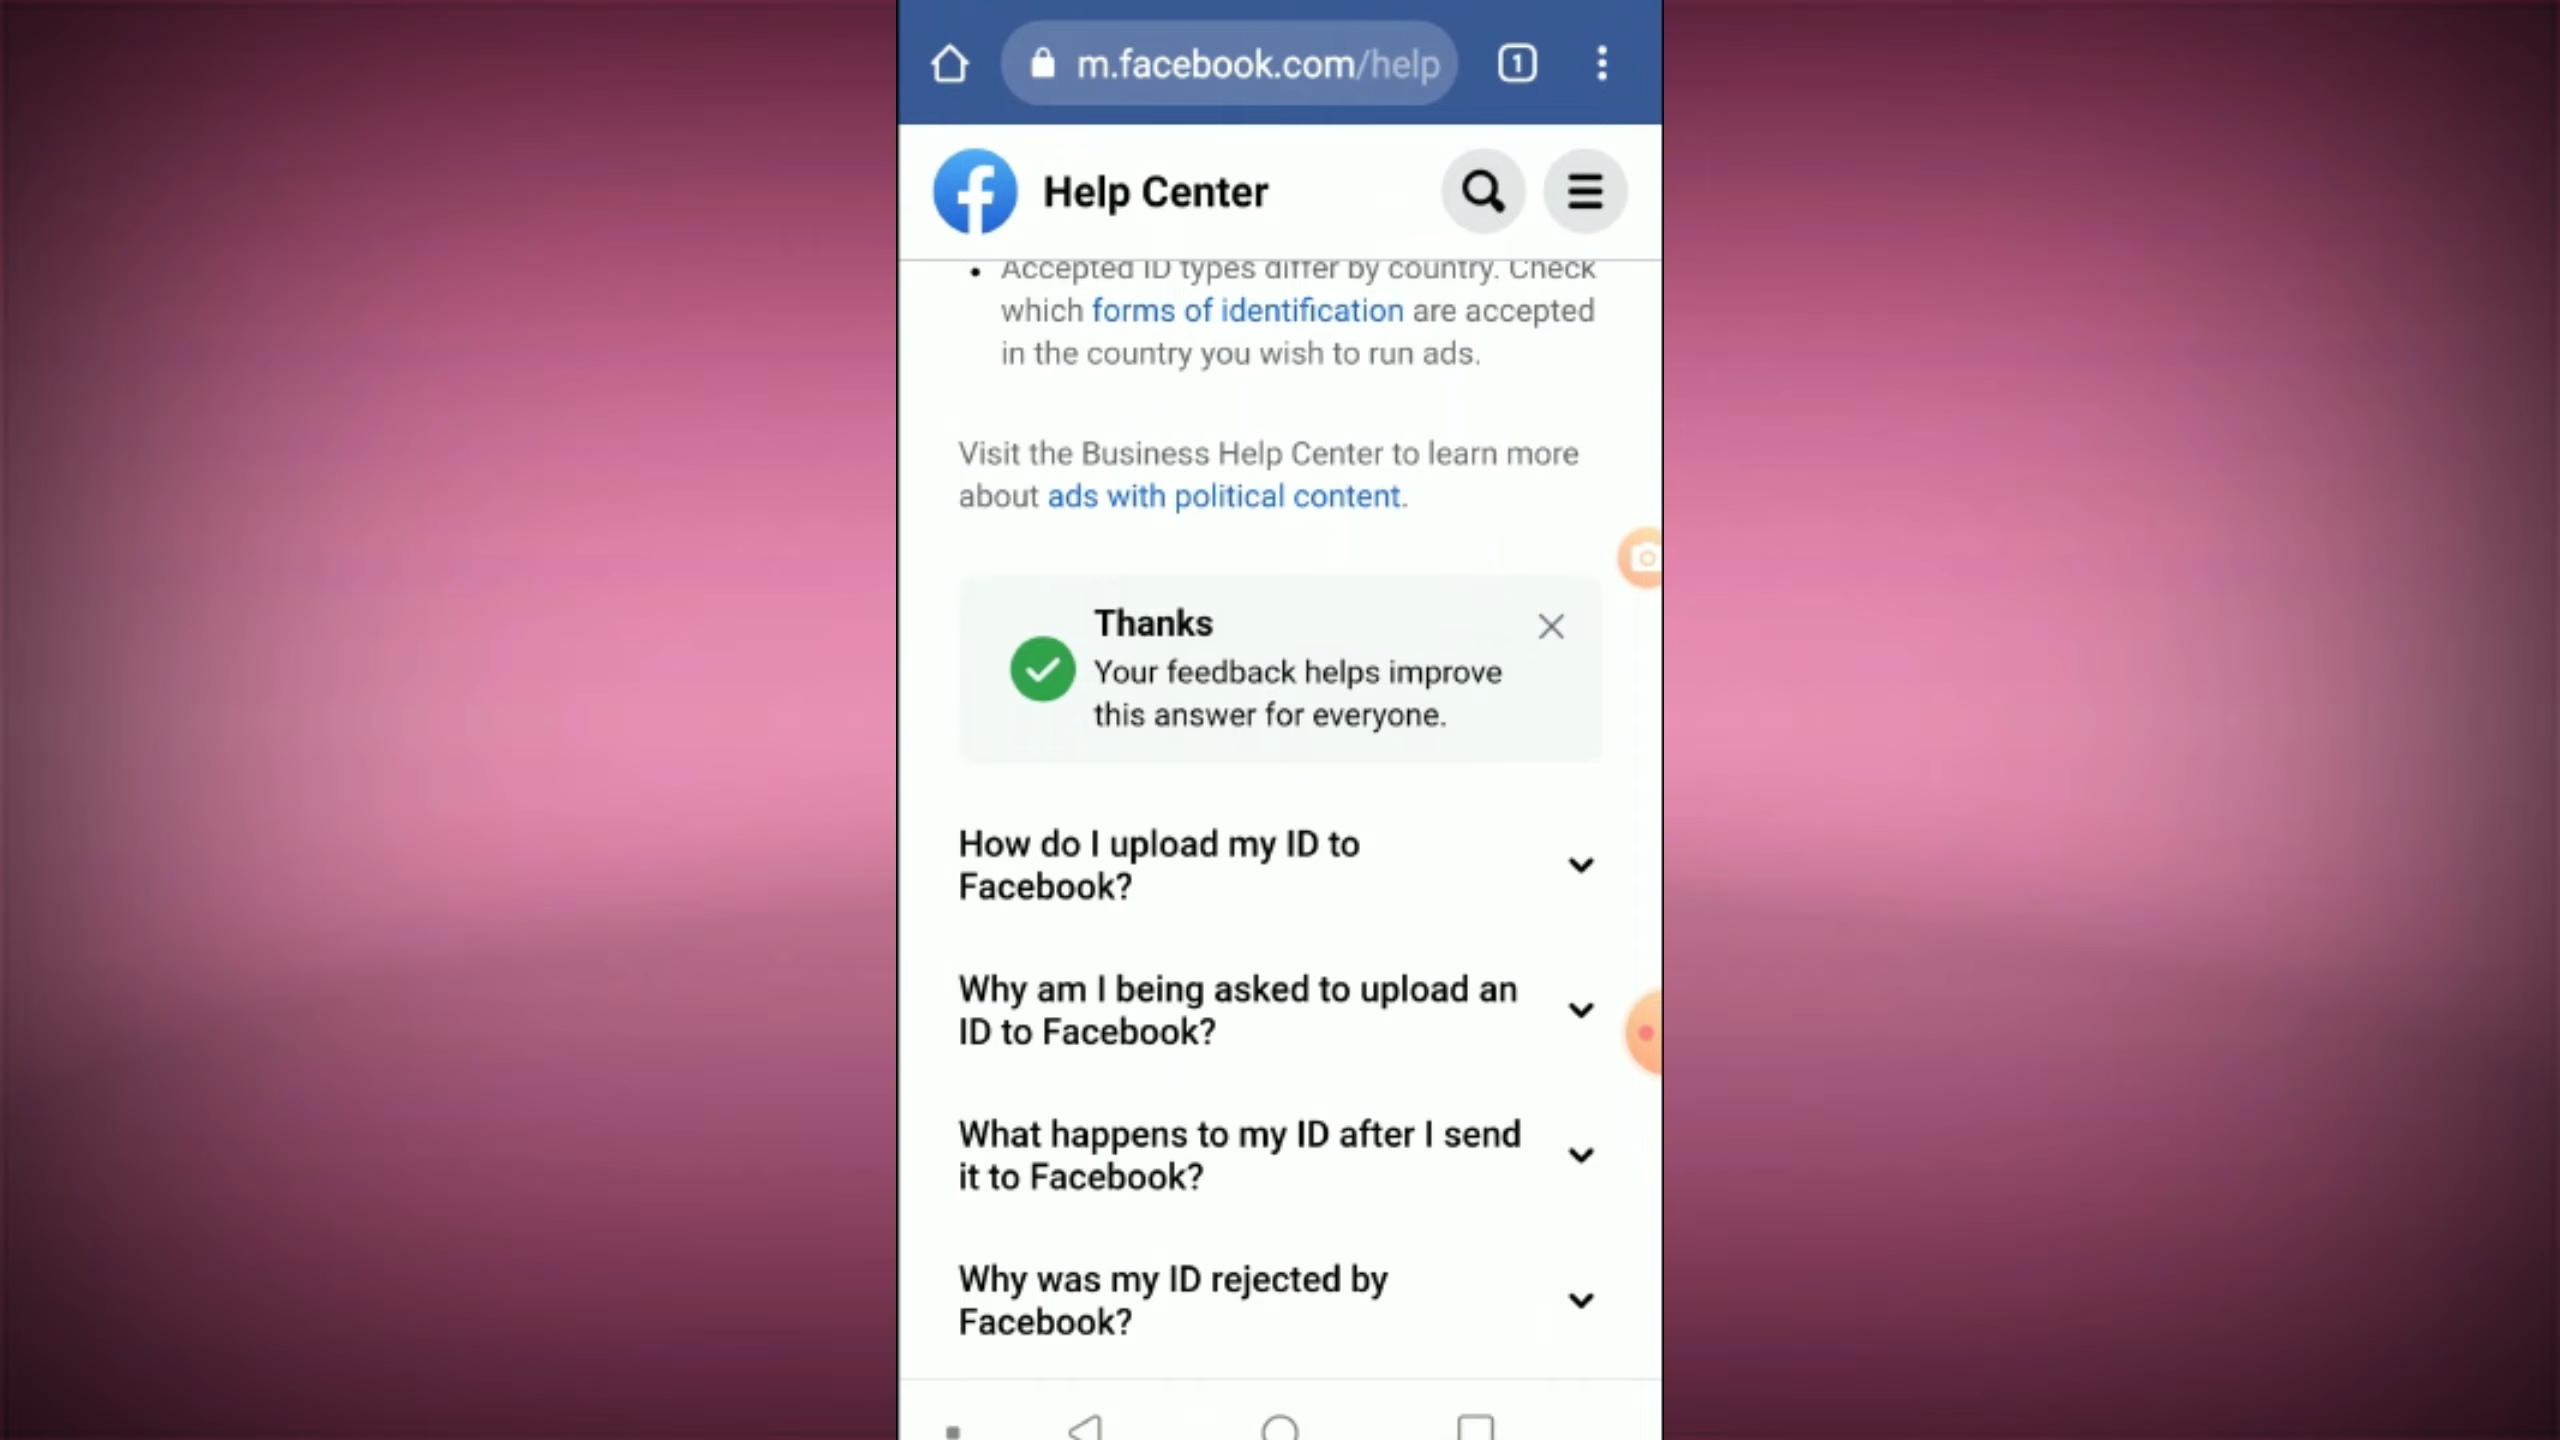 m.facebook.com/help
1
Help Center
Accepted ID types differ by country. Check
which forms of identification are accepted
in the country you wish to run ads.
Visit the Business Help Center to learn more
about ads with political content.
Thanks
Your feedback helps improve
this answer for everyone.
How do I upload my ID to
Facebook?
Why am I being asked to upload an
ID to Facebook?
What happens to my ID after I send
it to Facebook?
Why was my ID rejected by
Facebook?